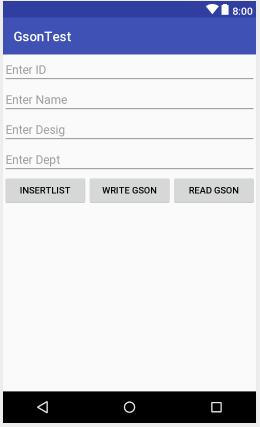 8:00
GsonTest
Enter ID
Enter Name
Enter Desig
Enter Dept
INSERTLIST WRITE GSON READ GSON